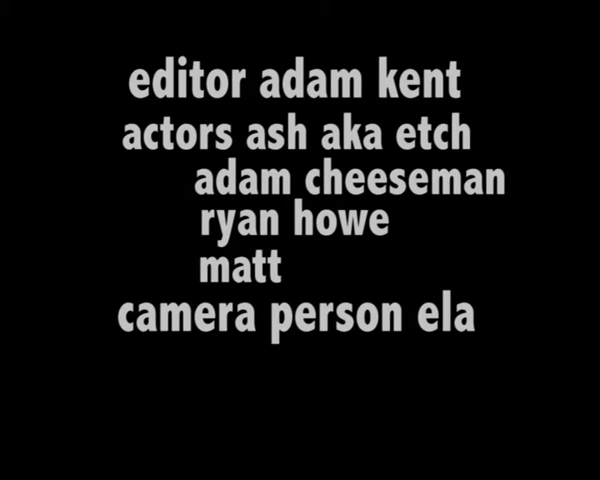 editor adam kent
actors ash aka etch
adam cheeseman
ryan howe
matt
camera person ela